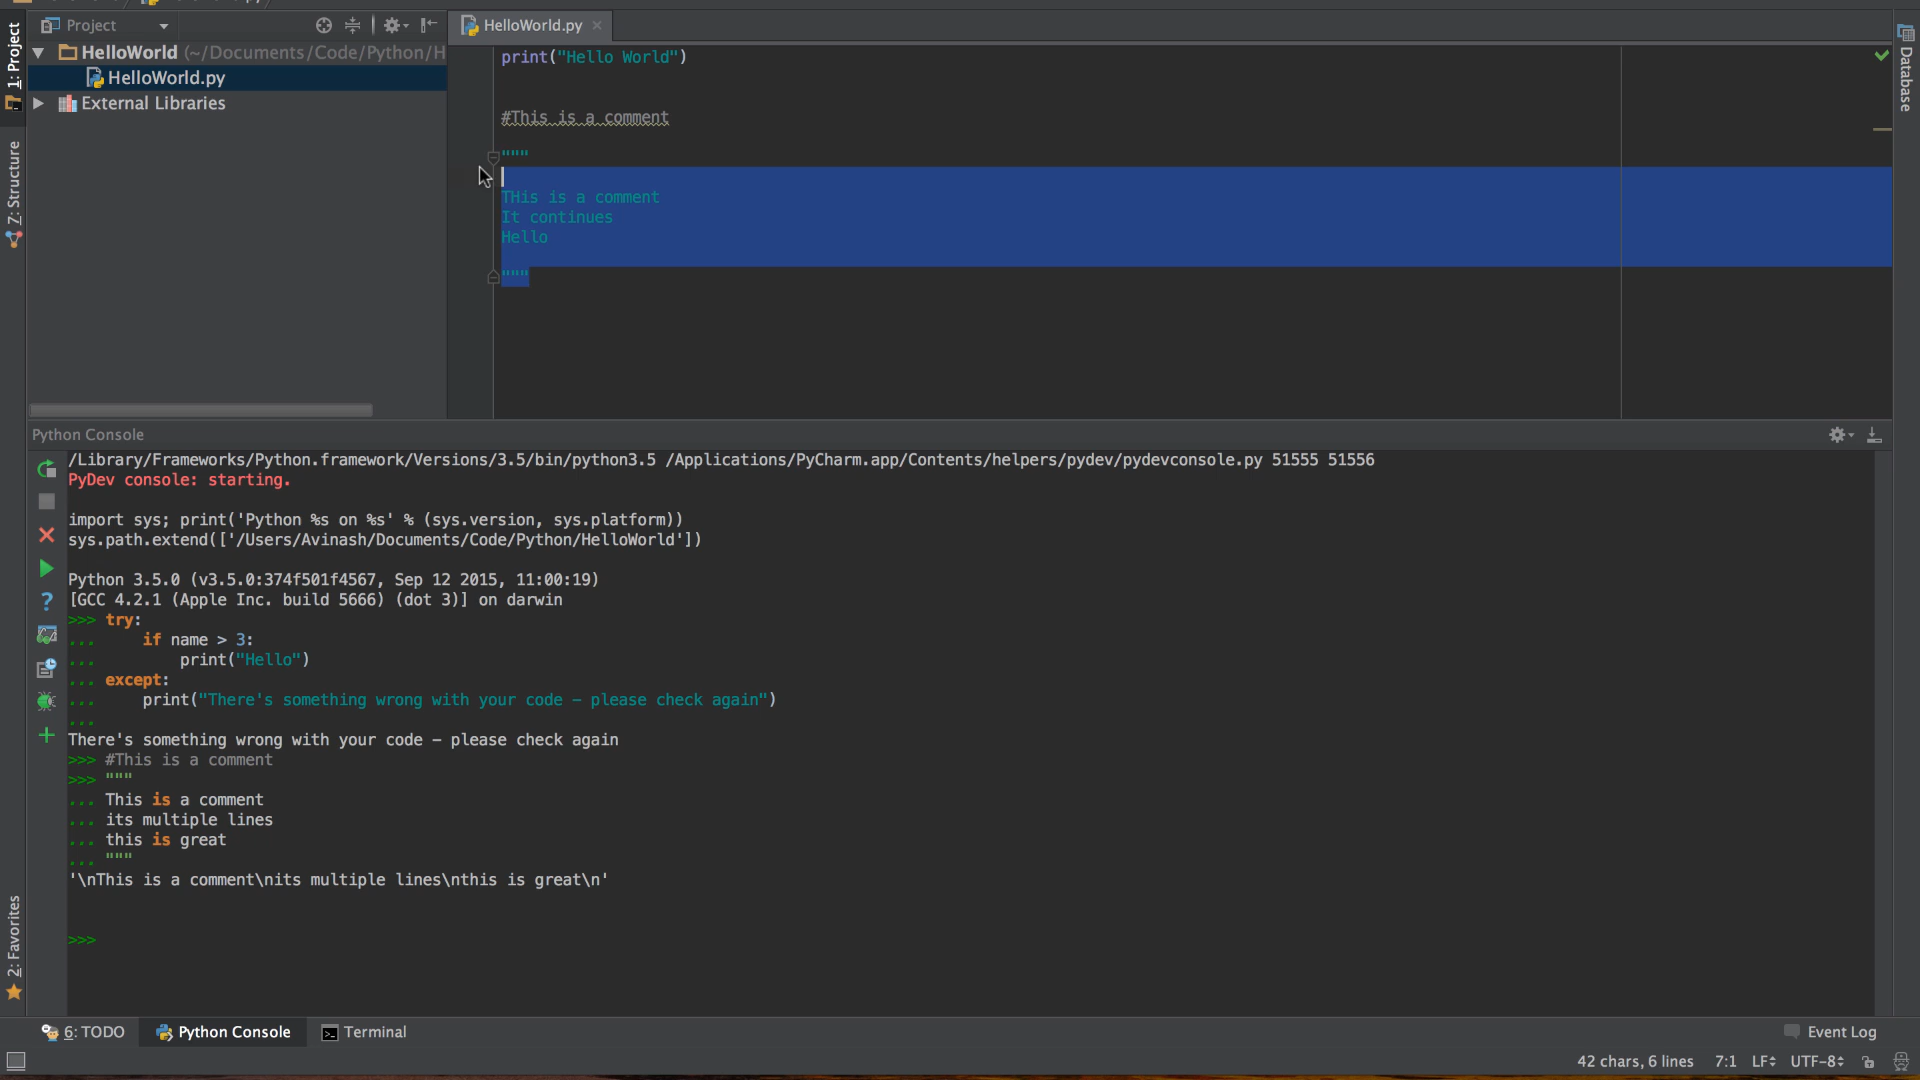 Project
HelloWorld.py
1: Project
HelloWorld (~/Documents/Code/Python/H
HelloWorld.py
External Libraries
Z: Structure
Database
print("Hello World")
#This is a comment
"""
THis is a comment
It continues
Hello
"""
Python Console
/Library/Frameworks/Python.framework/Versions/3.5/bin/python3.5 /Applications/PyCharm.app/Contents/helpers/pydev/pydevconsole.py 51555 51556
PyDev console: starting.
import sys; print('Python %s on %s' % (sys.version, sys.platform))
sys.path.extend(['/Users/Avinash/Documents/Code/Python/HelloWorld'])
Python 3.5.0 (v3.5.0:374f501f4567, Sep 12 2015, 11:00:19)
[GCC 4.2.1 (Apple Inc. build 5666) (dot 3)] on darwin
>>> try:
...     if name > 3:
...         print("Hello")
... except:
...     print("There's something wrong with your code – please check again")
...
There's something wrong with your code – please check again
>>> #This is a comment
>>> """
... This is a comment
... its multiple lines
... this is great
... """
'\nThis is a comment\nits multiple lines\nthis is great\n'
>>>
2: Favorites
6: TODO
Python Console
Terminal
Event Log
42 chars, 6 lines 7:1 LF UTF-8